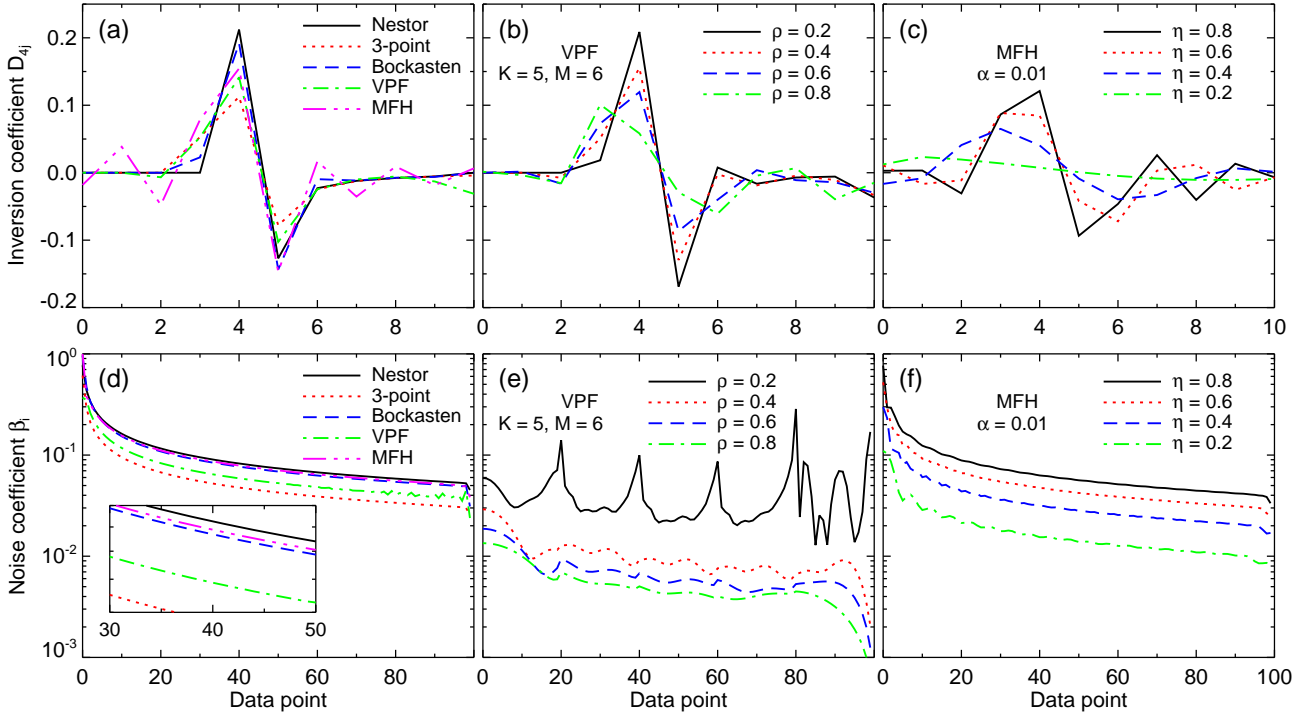 (a)
Nestor
3-point
Bockasten
VPF
MFH
(b)
VPF
K = 5, M = 6
ρ = 0.2
ρ = 0.4
ρ = 0.6
ρ = 0.8
(c)
MFH
α = 0.01
η = 0.8
η = 0.6
η = 0.4
η = 0.2
Inversion coefficient D4j
0.2
0.1
0.0
-0.1
-0.2
0 2 4 6 8
0 2 4 6 8
0 2 4 6 8 10
(d)
Nestor
3-point
Bockasten
VPF
MFH
30 40 50
(e)
VPF
K = 5, M = 6
ρ = 0.2
ρ = 0.4
ρ = 0.6
ρ = 0.8
(f)
MFH
α = 0.01
η = 0.8
η = 0.6
η = 0.4
η = 0.2
Noise coefficient βi
10^0
10^-1
10^-2
10^-3
0 20 40 60 80
0 20 40 60 80
0 20 40 60 80 100
Data point
Data point
Data point